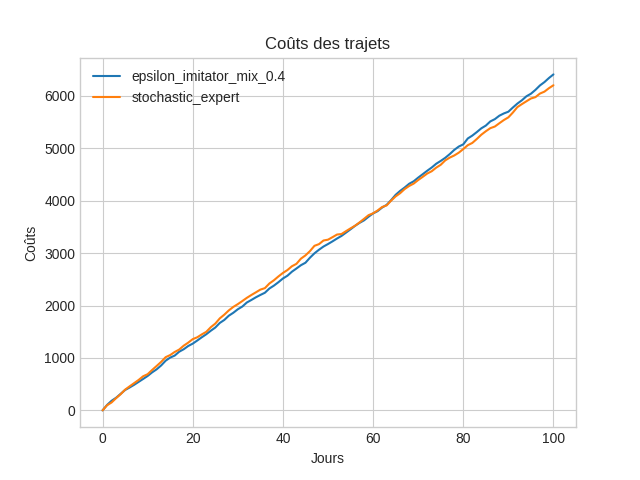 Coûts des trajets
epsilon_imitator_mix_0.4
stochastic_expert
Coûts
6000
5000
4000
3000
2000
1000
0
0 20 40 60 80 100
Jours